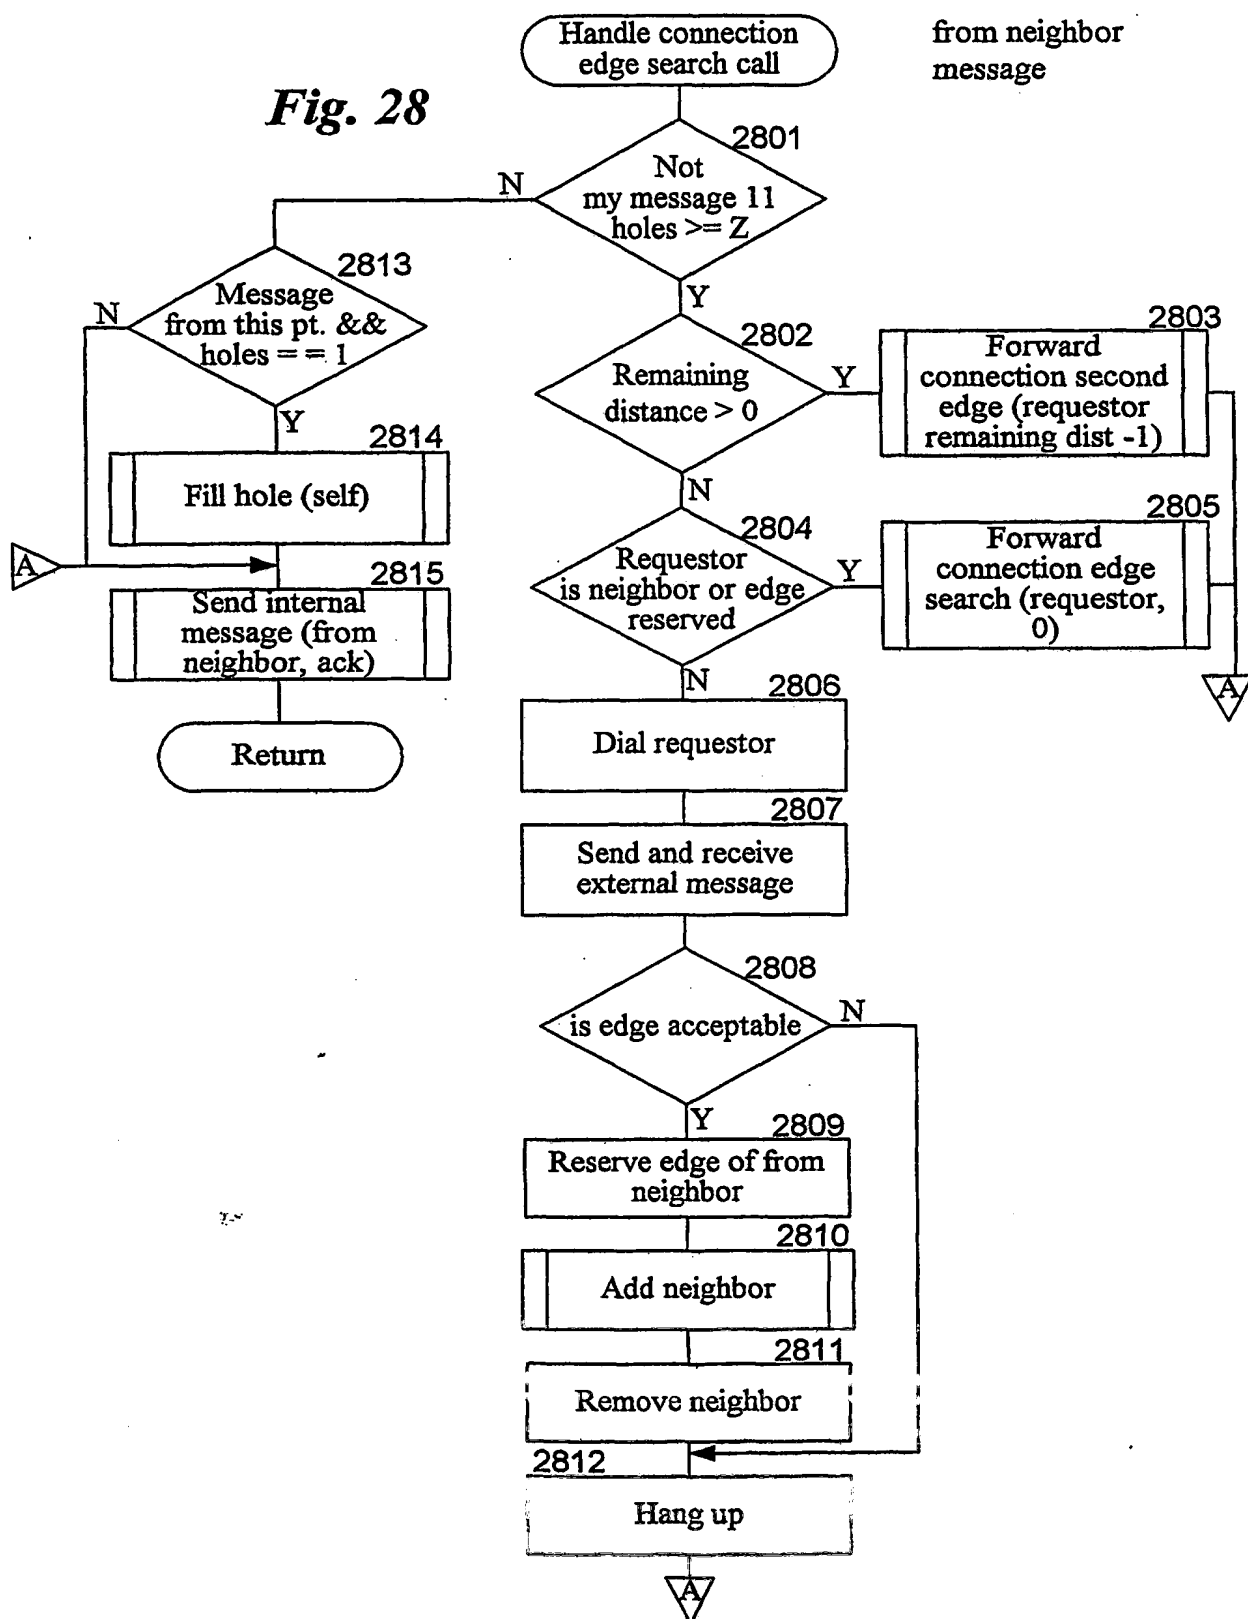 Handle connection
edge search call
from neighbor
message
Fig. 28
2801
Not
my message 11
holes >= Z
N
Y
2813
Message
from this pt. &&
holes = = 1
N
Y
2802
Remaining
distance > 0
Y
N
2803
Forward
connection second
edge (requestor
remaining dist -1)
2814
Fill hole (self)
2804
Requestor
is neighbor or edge
reserved
Y
N
2805
Forward
connection edge
search (requestor,
0)
A
A
2815
Send internal
message (from
neighbor, ack)
Return
2806
Dial requestor
2807
Send and receive
external message
2808
is edge acceptable
N
Y
2809
Reserve edge of from
neighbor
2810
Add neighbor
2811
Remove neighbor
2812
Hang up
A